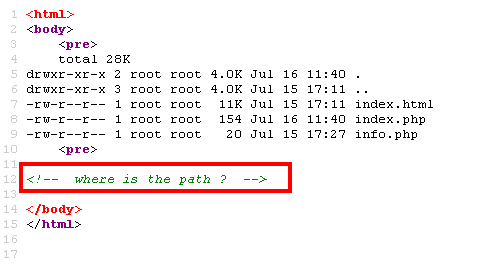 1 <html>
2 <body>
3 <pre>
4 total 28K
5 drwxr-xr-x 2 root root 4.0K Jul 16 11:40 .
6 drwxr-xr-x 3 root root 4.0K Jul 15 17:11 ..
7 -rw-r--r-- 1 root root 11K Jul 15 17:11 index.html
8 -rw-r--r-- 1 root root 154 Jul 16 11:40 index.php
9 -rw-r--r-- 1 root root 20 Jul 15 17:27 info.php
10 <pre>
11
12 <!-- where is the path ? -->
13
14 </body>
15 </html>
16
17